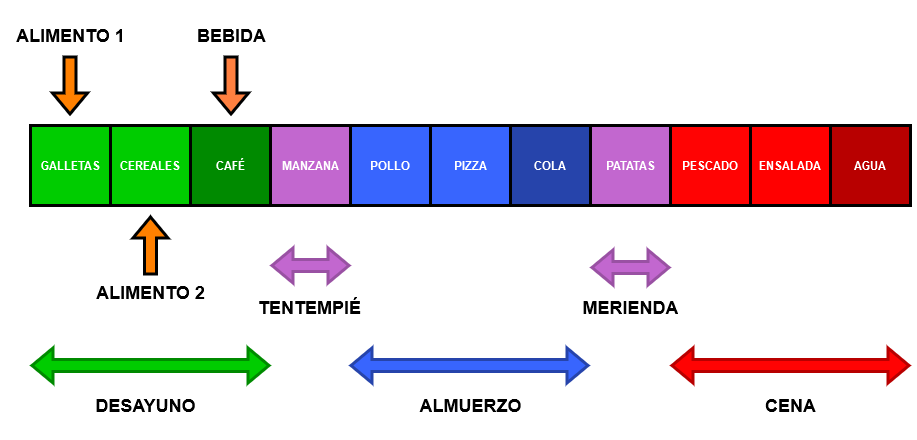 ALIMENTO 1
BEBIDA
GALLETAS
CEREALES
CAFÉ
MANZANA
POLLO
PIZZA
COLA
PATATAS
PESCADO
ENSALADA
AGUA
ALIMENTO 2
TENTEMPIÉ
MERIENDA
DESAYUNO
ALMUERZO
CENA